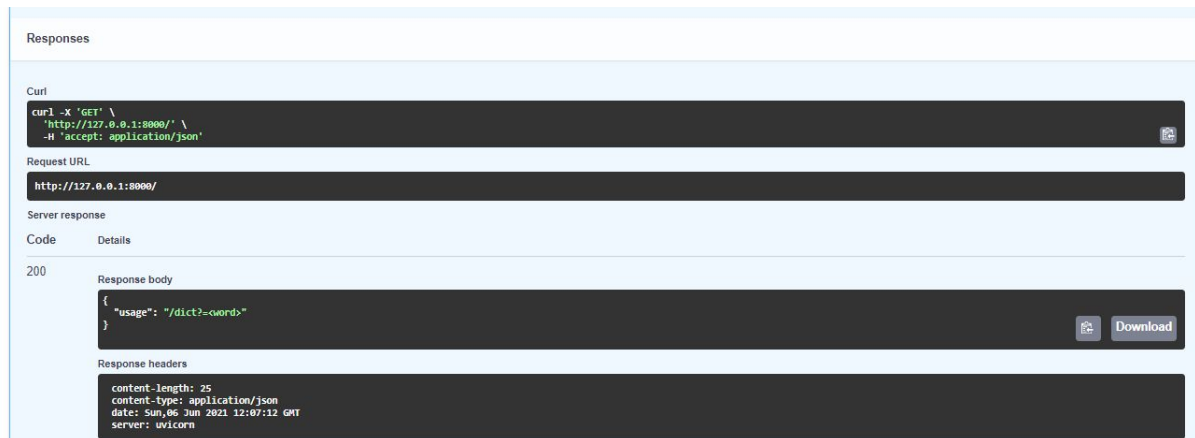 Responses
Curl
curl -X 'GET' \
'http://127.0.0.1:8000/' \
-H 'accept: application/json'
Request URL
http://127.0.0.1:8000/
Server response
Code Details
200
Response body
{
"usage": "/dict?=<word>"
}
Download
Response headers
content-length: 25
content-type: application/json
date: Sun,06 Jun 2021 12:07:12 GMT
server: uvicorn